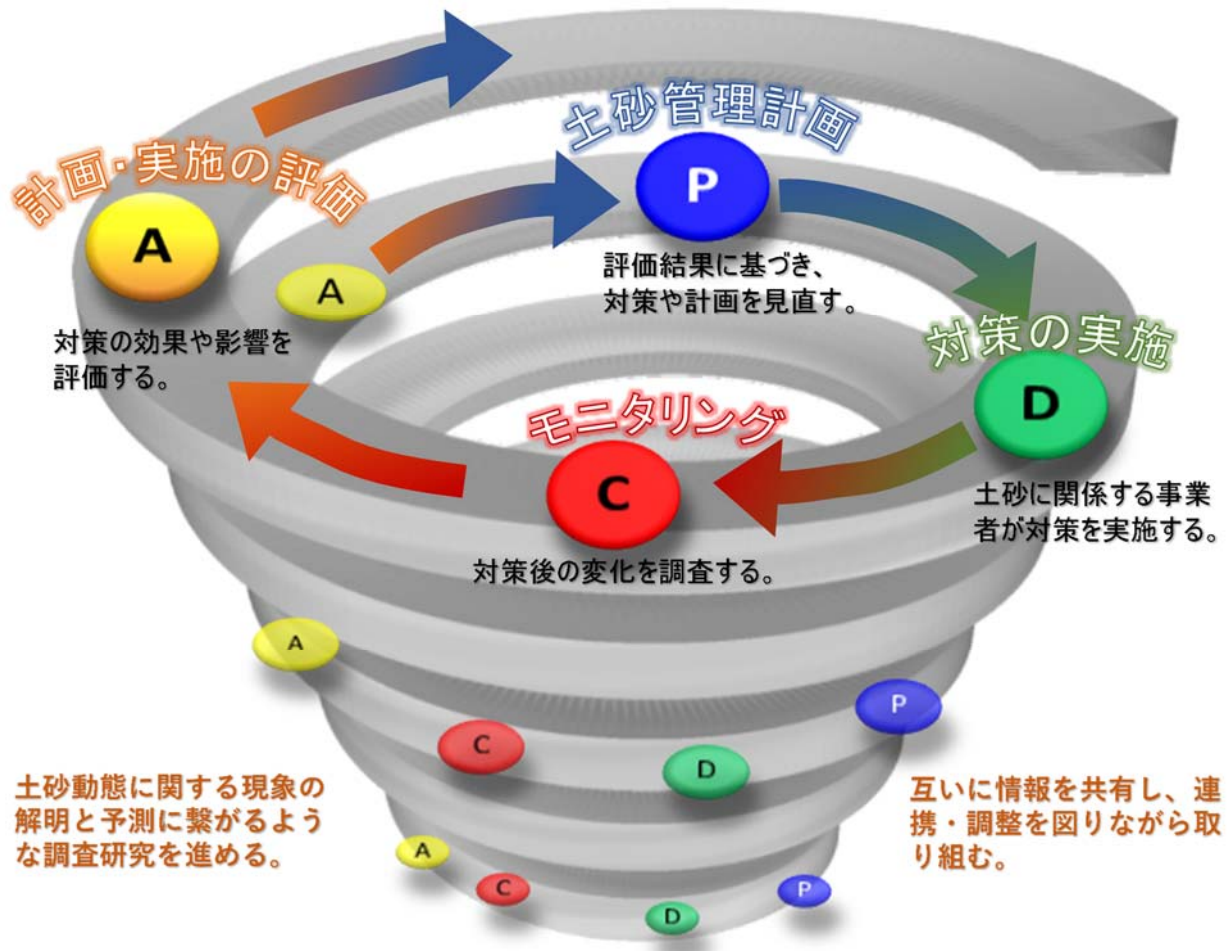 土砂管理計画
P
評価結果に基づき、
対策や計画を見直す。
計画・実施の評価
A
A
対策の効果や影響を
評価する。
対策の実施
D
土砂に関係する事業
者が対策を実施する。
モニタリング
C
対策後の変化を調査する。
A
P
C
D
土砂動態に関する現象の
解明と予測に繋がるよう
な調査研究を進める。
互いに情報を共有し、連
携・調整を図りながら取
り組む。
A
C
P
D